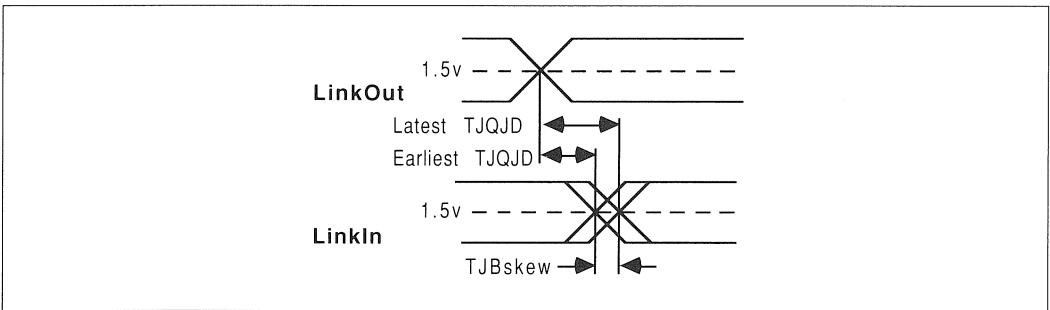 1.5v
LinkOut
Latest TJQJD
Earliest TJQJD
1.5v
LinkIn
TJBskew